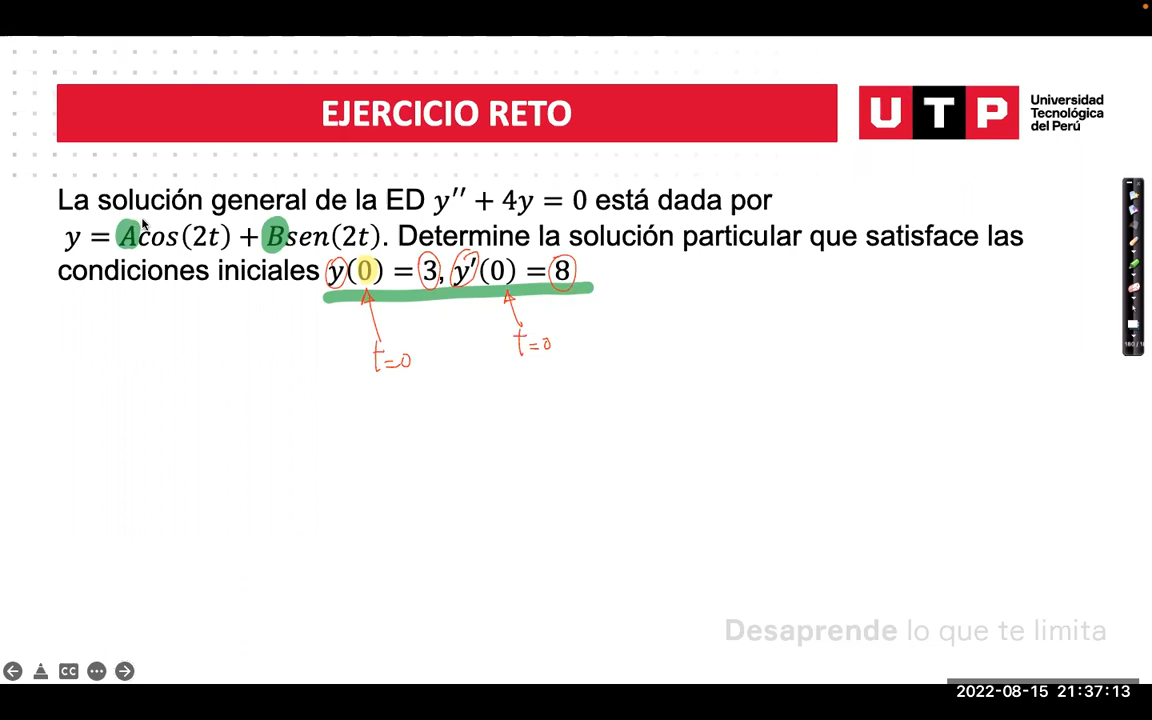 EJERCICIO RETO
UTP
Universidad
Tecnológica
del Perú
La solución general de la ED y′′ + 4y = 0 está dada por
y = Acos(2t) + Bsen(2t). Determine la solución particular que satisface las
condiciones iniciales y(0) = 3, y′(0) = 8
t=0
t=0
Desaprende lo que te limita
CC
2022-08-15 21:37:13